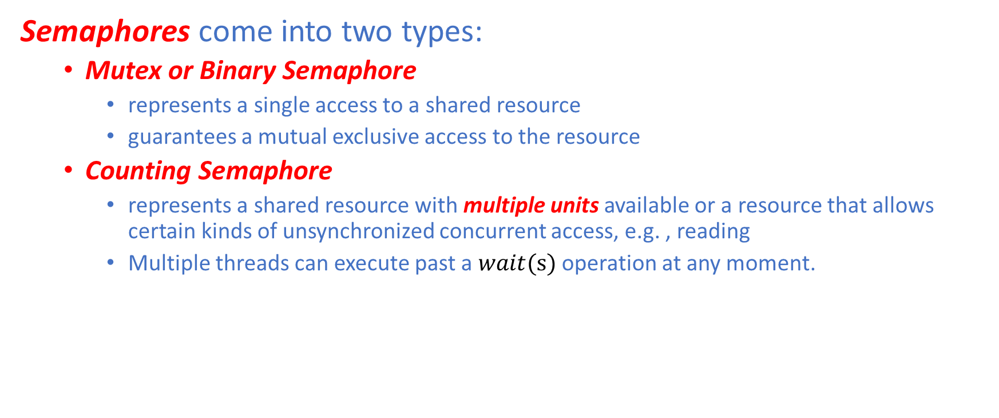 Semaphores come into two types:
• Mutex or Binary Semaphore
• represents a single access to a shared resource
• guarantees a mutual exclusive access to the resource
• Counting Semaphore
• represents a shared resource with multiple units available or a resource that allows
certain kinds of unsynchronized concurrent access, e.g. , reading
• Multiple threads can execute past a wait(s) operation at any moment.